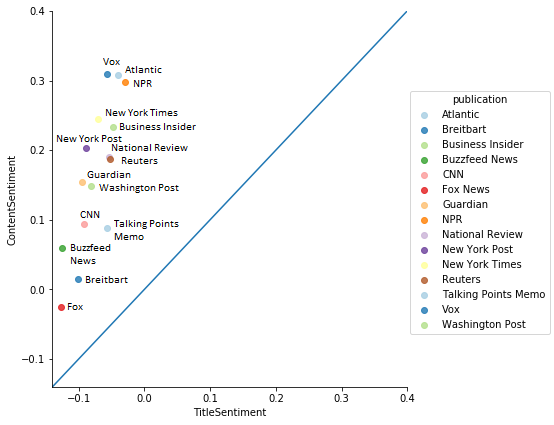 0.4
0.3
0.2
0.1
0.0
−0.1
ContentSentiment
Vox
Atlantic
NPR
New York Times
Business Insider
New York Post
National Review
Reuters
Guardian
Washington Post
CNN
Talking Points
Memo
Buzzfeed
News
Breitbart
Fox
−0.1 0.0 0.1 0.2 0.3 0.4
TitleSentiment
publication
Atlantic
Breitbart
Business Insider
Buzzfeed News
CNN
Fox News
Guardian
NPR
National Review
New York Post
New York Times
Reuters
Talking Points Memo
Vox
Washington Post